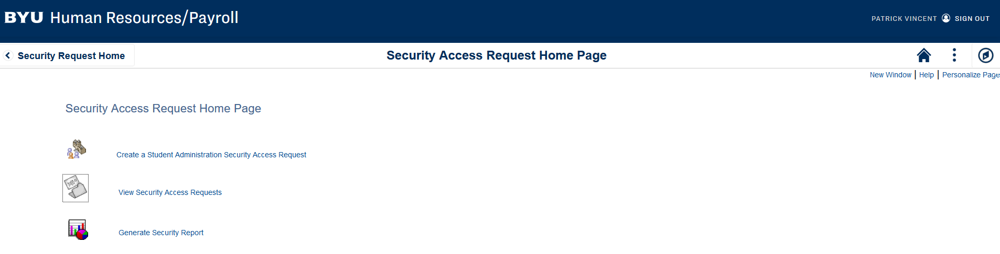 BYU Human Resources/Payroll
PATRICK VINCENT SIGN OUT
Security Request Home
Security Access Request Home Page
New Window | Help | Personalize Page
Security Access Request Home Page
Create a Student Administration Security Access Request
View Security Access Requests
Generate Security Report